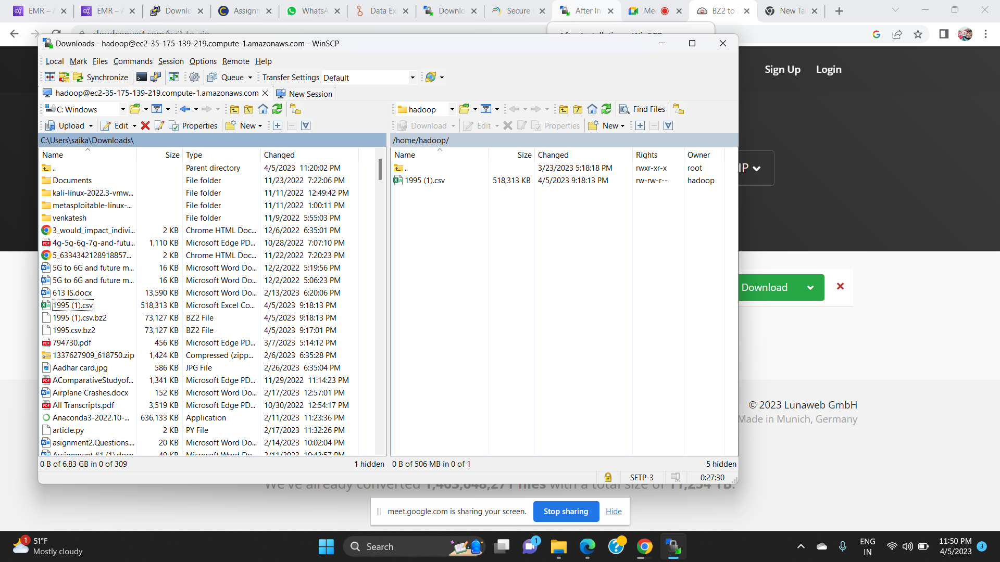 EMR – A
EMR – A
Downlo
Assignm
WhatsA
Data Ex
Downlo
Secure
After In
Mee
BZ2 to
New Ta
Downloads - hadoop@ec2-35-175-139-219.compute-1.amazonaws.com - WinSCP
Local Mark Files Commands Session Options Remote Help
Synchronize Queue Transfer Settings Default
hadoop@ec2-35-175-139-219.compute-1.amazonaws.com New Session
C: Windows
hadoop Find Files
Upload Edit Properties New
Download Edit Properties New
C:\Users\saika\Downloads\
Name Size Type Changed
.. Parent directory 4/5/2023 11:20:02 PM
Documents File folder 11/23/2022 7:22:06 PM
kali-linux-2022.3-vmw... File folder 11/11/2022 12:49:42 PM
metasploitable-linux-... File folder 11/11/2022 1:00:11 PM
venkatesh File folder 11/9/2022 5:55:03 PM
3_would_impact_indivi... 2 KB Chrome HTML Doc... 12/6/2022 6:35:01 PM
4g-5g-6g-7g-and-futu... 1,110 KB Microsoft Edge PD... 10/28/2022 7:07:10 PM
5_6334342128918857... 2 KB Chrome HTML Doc... 11/22/2022 7:20:23 PM
5G to 6G and future m... 16 KB Microsoft Word Do... 12/2/2022 5:19:56 PM
5G to 6G and future m... 16 KB Microsoft Word Do... 12/2/2022 5:06:23 PM
613 IS.docx 13,590 KB Microsoft Word Do... 2/13/2023 6:20:06 PM
1995 (1).csv 518,313 KB Microsoft Excel Co... 4/5/2023 9:18:13 PM
1995 (1).csv.bz2 73,127 KB BZ2 File 4/5/2023 9:18:13 PM
1995.csv.bz2 73,127 KB BZ2 File 4/5/2023 9:17:01 PM
794730.pdf 456 KB Microsoft Edge PD... 3/7/2023 5:14:12 PM
1337627909_618750.zip 1,424 KB Compressed (zipp... 2/6/2023 6:35:28 PM
Aadhar card.jpg 586 KB JPG File 2/26/2023 6:35:04 PM
AComparativeStudyof... 1,341 KB Microsoft Edge PD... 11/29/2022 11:14:23 PM
Airplane Crashes.docx 152 KB Microsoft Word Do... 2/17/2023 12:57:01 PM
All Transcripts.pdf 3,519 KB Microsoft Edge PD... 10/30/2022 12:54:17 PM
Anaconda3-2022.10-... 636,133 KB Application 2/11/2023 11:23:36 PM
article.py 2 KB PY File 2/17/2023 11:32:26 PM
asignment2.Questions.... 20 KB Microsoft Word Do... 2/14/2023 10:02:04 PM
Assignment #1 (1).docx 49 KB Microsoft Word Do... 2/11/2023 10:43:57 PM
0 B of 6.83 GB in 0 of 309 1 hidden
/home/hadoop/
Name Size Changed Rights Owner
.. 3/23/2023 5:18:18 PM rwxr-xr-x root
1995 (1).csv 518,313 KB 4/5/2023 9:18:13 PM rw-rw-r-- hadoop
0 B of 506 MB in 0 of 1 5 hidden
SFTP-3 0:27:30
Sign Up Login
IP
Download
© 2023 Lunaweb GmbH
Made in Munich, Germany
We've already converted 1,463,648,271 files with a total size of 11,254 TB.
meet.google.com is sharing your screen. Stop sharing Hide
1
51°F
Mostly cloudy
Search
1
ENG
IN
11:50 PM
4/5/2023
3